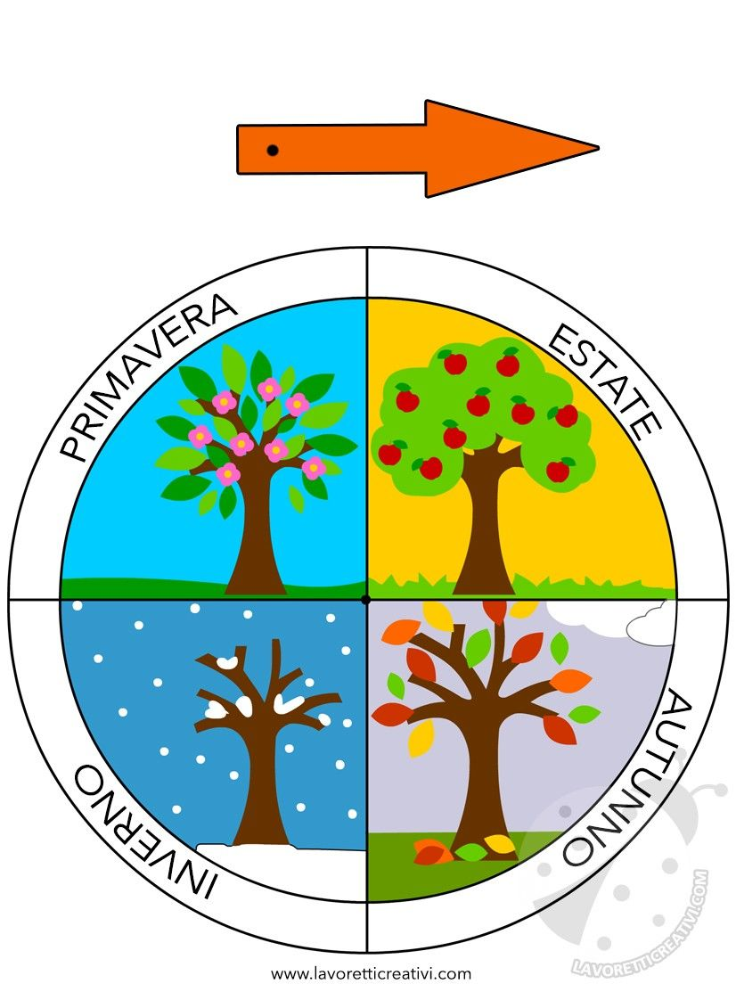 PRIMAVERA
ESTATE
AUTUNNO
INVERNO
LAVORETTICREATIVI.COM
www.lavoretticreativi.com